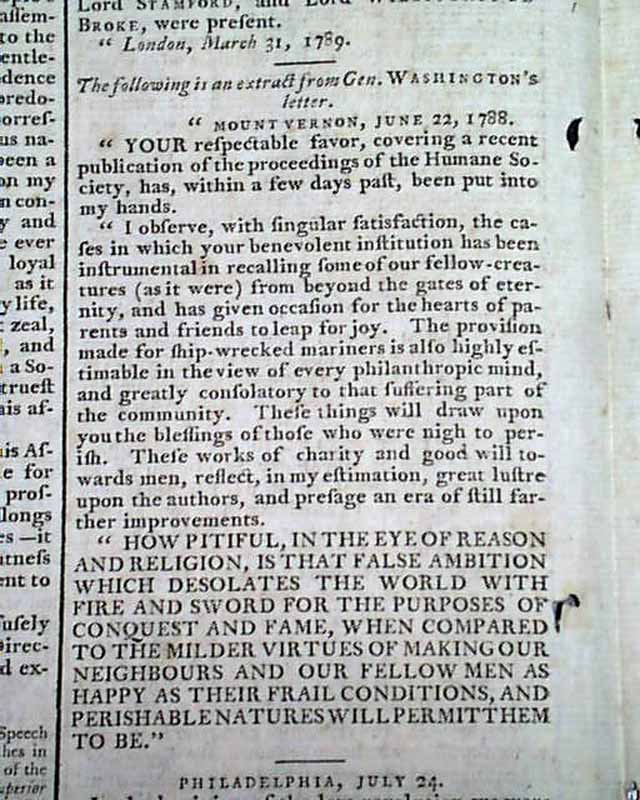 Lord STAMFORD, and Lord
BROKE, were preſent.
"London, March 31, 1789.
The following is an extract from Gen. WASHINGTON's
letter.
"MOUNT VERNON, JUNE 22, 1788.
"YOUR reſpectable favor, covering a recent
publication of the proceedings of the Humane So-
ciety, has, within a few days paſt, been put into
my hands.
"I obſerve, with ſingular ſatisfaction, the ca-
ſes in which your benevolent inſtitution has been
inſtrumental in recalling ſome of our fellow-crea-
tures (as it were) from beyond the gates of eter-
nity, and has given occaſion for the hearts of pa-
rents and friends to leap for joy. The proviſion
made for ſhip-wrecked mariners is alſo highly eſ-
timable in the view of every philanthropic mind,
and greatly conſolatory to that ſuffering part of
the community. Theſe things will draw upon
you the bleſſings of thoſe who were nigh to per-
iſh. Theſe works of charity and good will to-
wards men, reflect, in my eſtimation, great luſtre
upon the authors, and preſage an era of ſtill far-
ther improvements.
"HOW PITIFUL, IN THE EYE OF REASON
AND RELIGION, IS THAT FALSE AMBITION
WHICH DESOLATES THE WORLD WITH
FIRE AND SWORD FOR THE PURPOSES OF
CONQUEST AND FAME, WHEN COMPARED
TO THE MILDER VIRTUES OF MAKING OUR
NEIGHBOURS AND OUR FELLOW MEN AS
HAPPY AS THEIR FRAIL CONDITIONS, AND
PERISHABLE NATURES WILL PERMIT THEM
TO BE."
PHILADELPHIA, JULY 24.